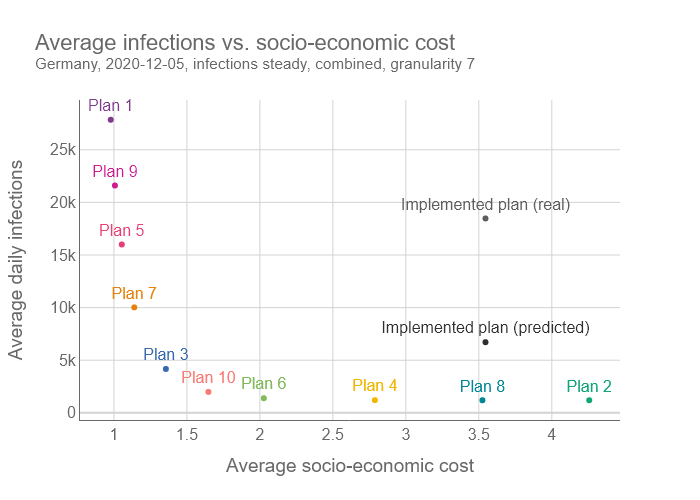 Average infections vs. socio-economic cost
Germany, 2020-12-05, infections steady, combined, granularity 7
Average daily infections
25k
20k
15k
10k
5k
0
Plan 1
Plan 9
Plan 5
Plan 7
Plan 3
Plan 10
Plan 6
Plan 4
Plan 8
Plan 2
Implemented plan (real)
Implemented plan (predicted)
1
1.5
2
2.5
3
3.5
4
Average socio-economic cost